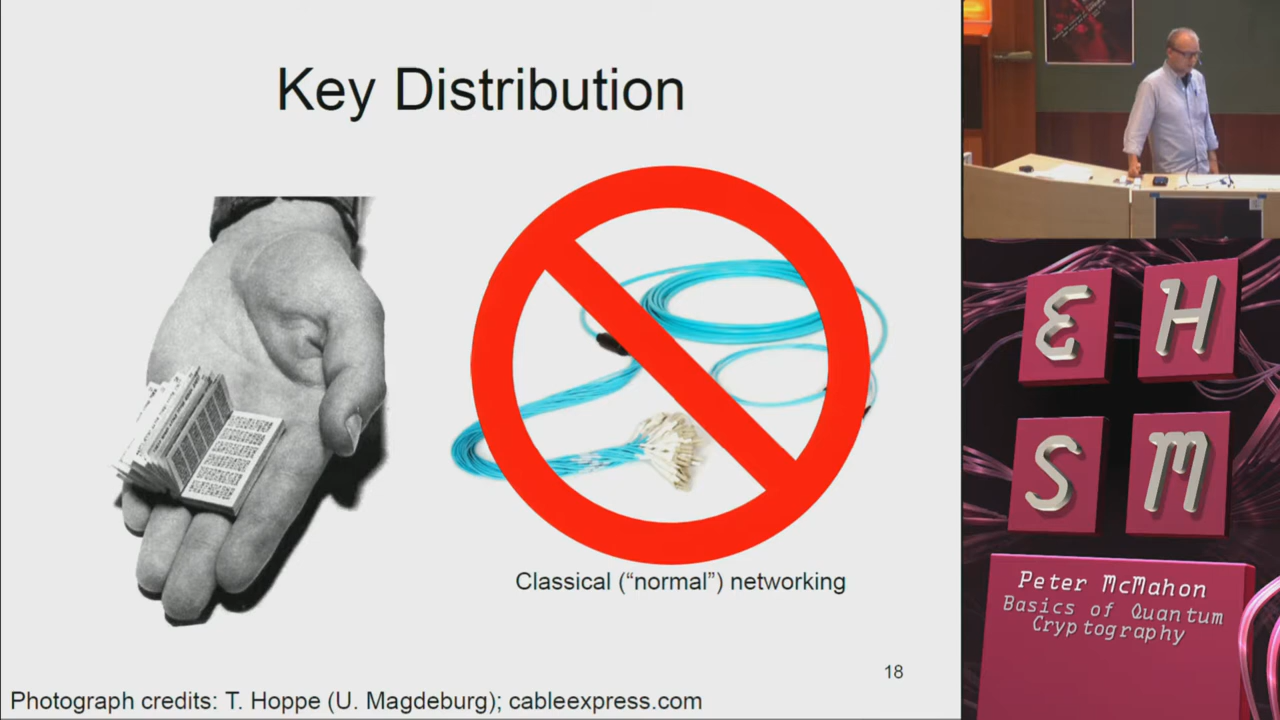 Key Distribution
Classical (“normal”) networking
18
Photograph credits: T. Hoppe (U. Magdeburg); cableexpress.com
E H
S M
Peter McMahon
Basics of Quantum
Cryptography